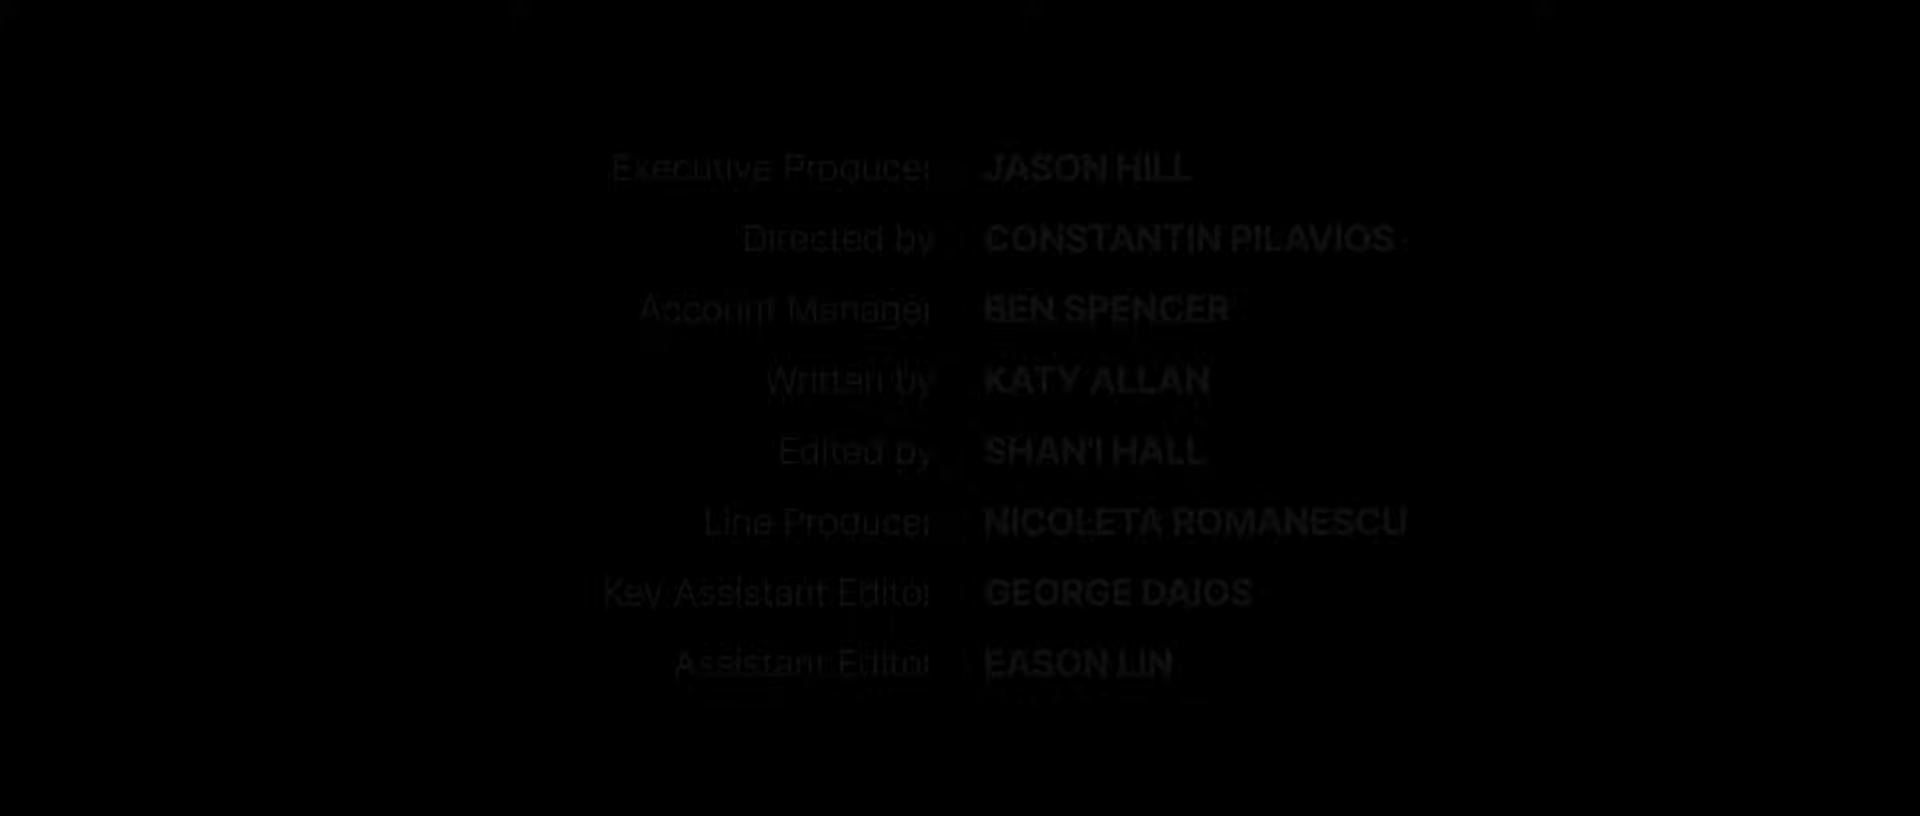 Executive Producer JASON HILL
Directed by CONSTANTIN PILAVIOS
Account Manager BEN SPENCER
Written by KATY ALLAN
Edited by SHAN'I HALL
Line Producer NICOLETA ROMANESCU
Key Assistant Editor GEORGE DAIOS
Assistant Editor EASON LIN